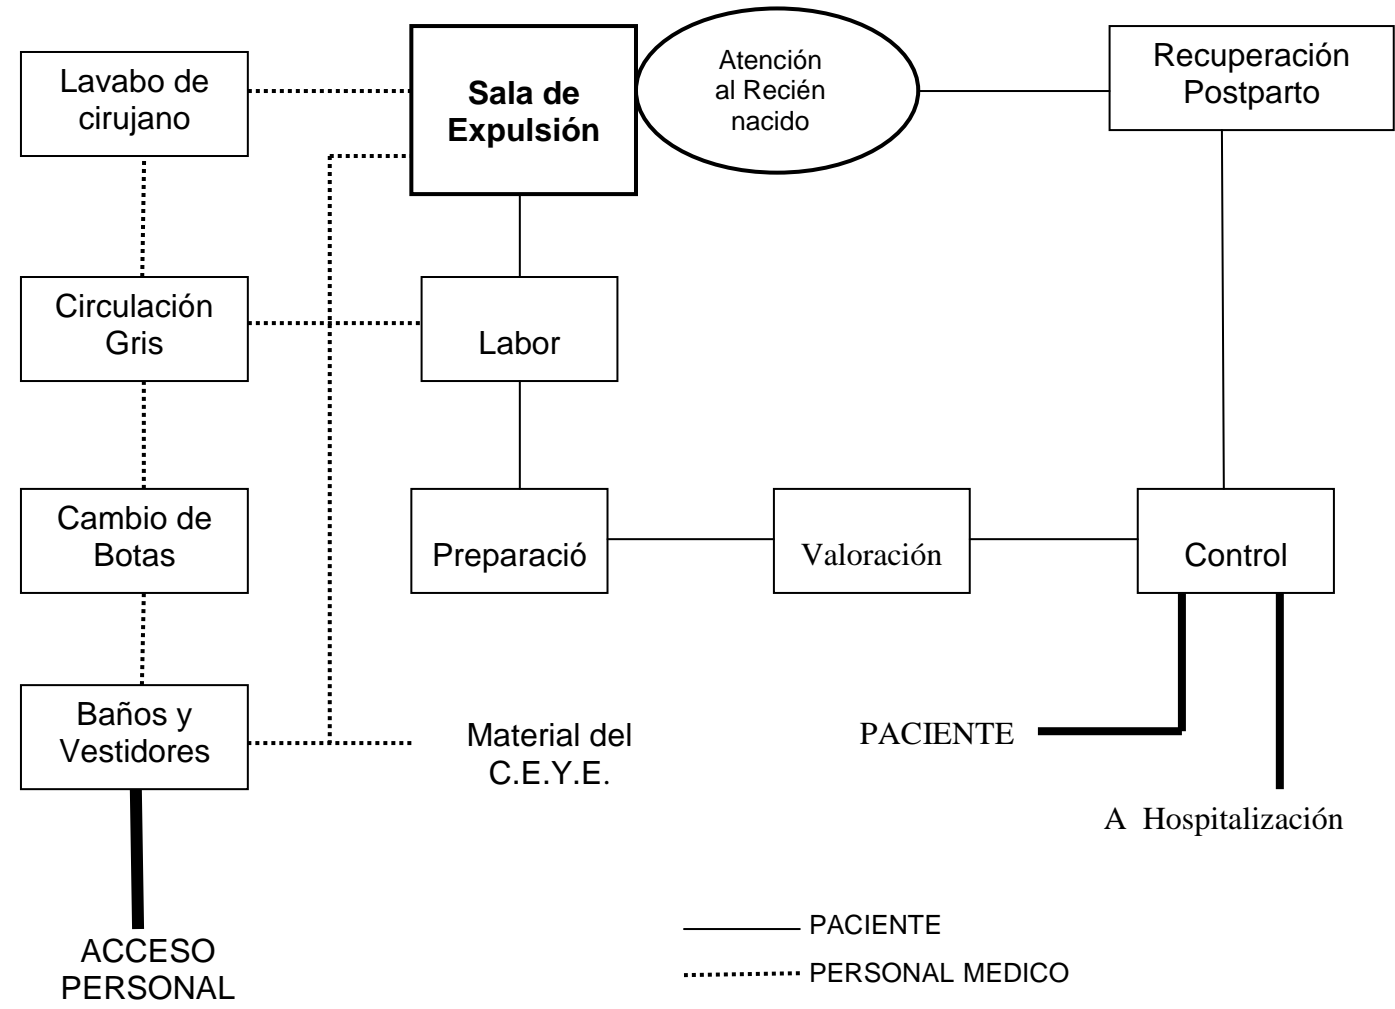 Lavabo de
cirujano
Sala de
Expulsión
Atención
al Recién
nacido
Recuperación
Postparto
Circulación
Gris
Labor
Cambio de
Botas
Preparació
Valoración
Control
Baños y
Vestidores
Material del
C.E.Y.E.
PACIENTE
A Hospitalización
ACCESO
PERSONAL
PACIENTE
PERSONAL MEDICO